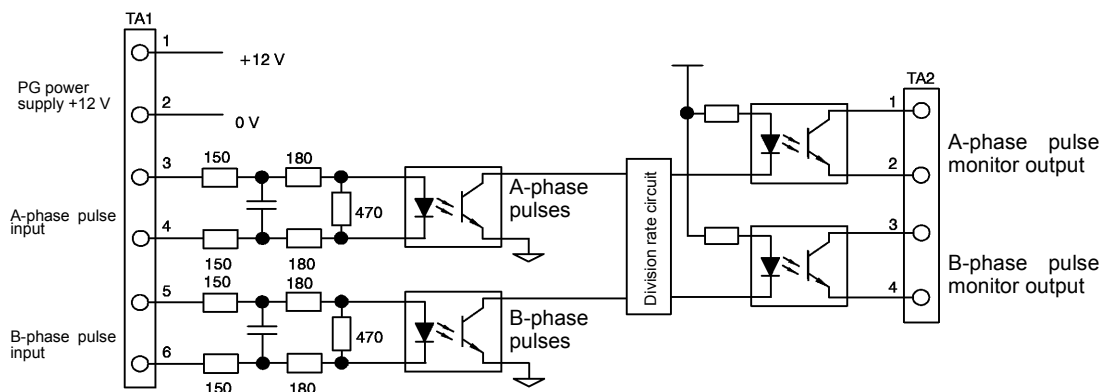 TA1
1
+12 V
PG power
supply +12 V
2
0 V
3
150
180
A-phase pulse
input
470
4
150
180
A-phase
pulses
5
150
180
B-phase pulse
input
470
6
150
180
B-phase
pulses
Division rate circuit
TA2
1
A-phase pulse
monitor output
2
3
B-phase pulse
monitor output
4